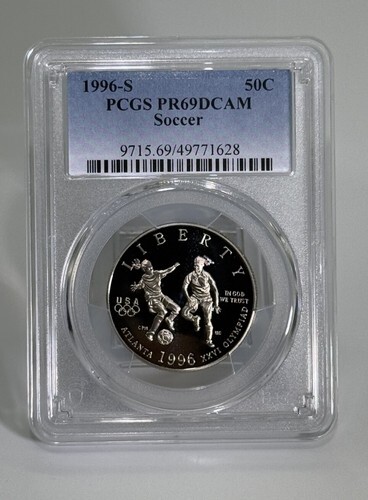 1996-S 50C
PCGS PR69DCAM
Soccer
9715.69/49771628
LIBERTY
IN GOD
WE TRUST
USA
ATLANTA 1996 XXVI OLYMPIAD